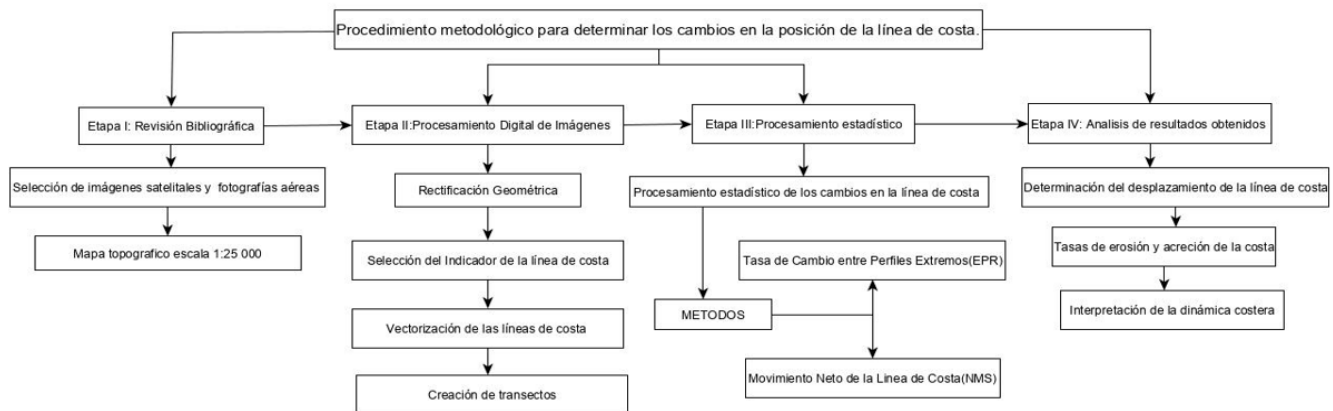 Procedimiento metodológico para determinar los cambios en la posición de la línea de costa.
Etapa I: Revisión Bibliográfica
Etapa II:Procesamiento Digital de Imágenes
Etapa III:Procesamiento estadístico
Etapa IV: Analisis de resultados obtenidos
Selección de imágenes satelitales y fotografías aéreas
Mapa topografico escala 1:25 000
Rectificación Geométrica
Selección del Indicador de la línea de costa
Vectorización de las líneas de costa
Creación de transectos
Procesamiento estadístico de los cambios en la línea de costa
METODOS
Tasa de Cambio entre Perfiles Extremos(EPR)
Movimiento Neto de la Linea de Costa(NMS)
Determinación del desplazamiento de la línea de costa
Tasas de erosión y acreción de la costa
Interpretación de la dinámica costera